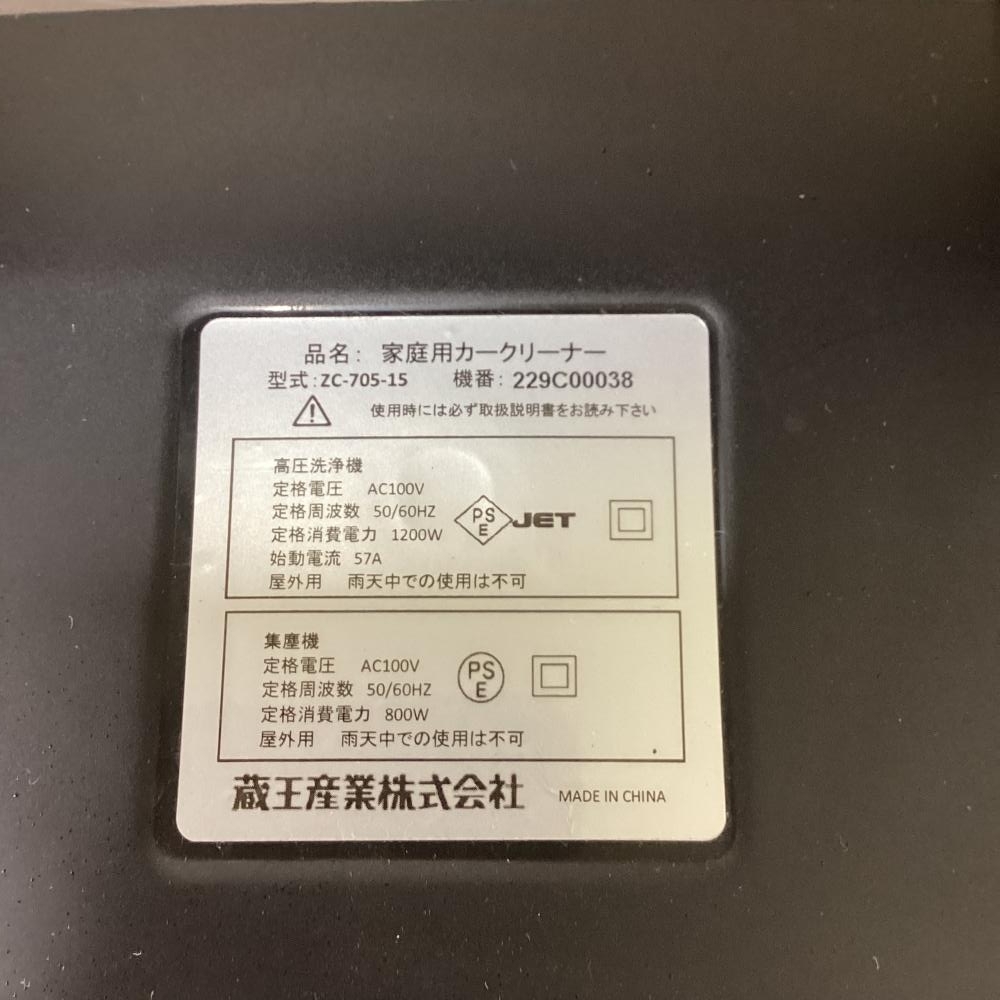 品名: 家庭用カークリーナー
型式:ZC-705-15 機番: 229C00038
使用時には必ず取扱説明書をお読み下さい
高圧洗浄機
定格電圧 AC100V
定格周波数 50/60HZ
定格消費電力 1200W
始動電流 57A
屋外用 雨天中での使用は不可
PS
E
JET
集塵機
定格電圧 AC100V
定格周波数 50/60HZ
定格消費電力 800W
屋外用 雨天中での使用は不可
PS
E
蔵王産業株式会社 MADE IN CHINA